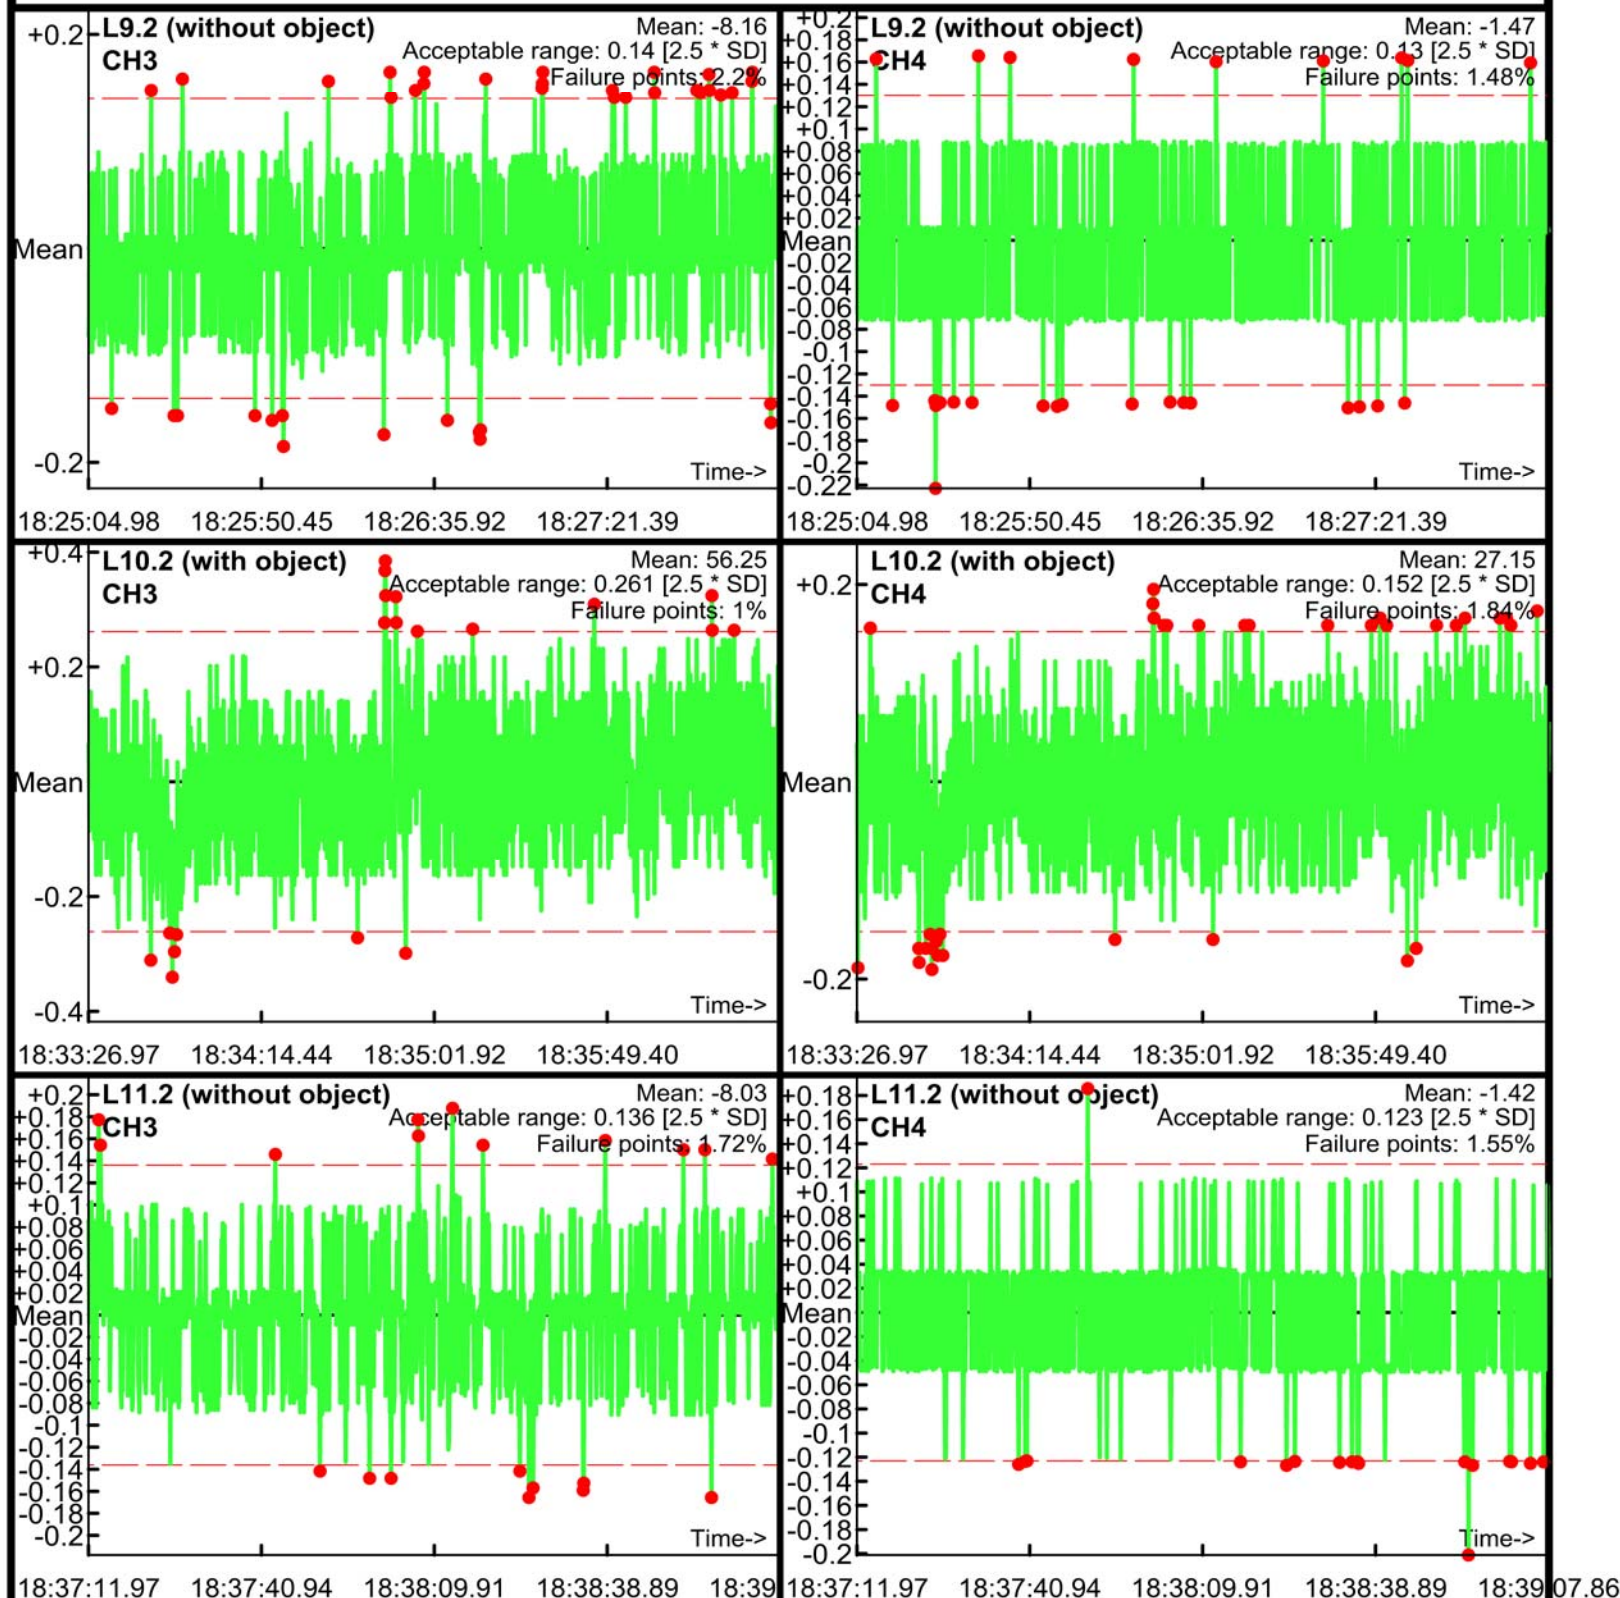 L9.2 (without object)
CH3
Mean: -8.16
Acceptable range: 0.14 [2.5 * SD]
Failure points: 2.2%
+0.2
Mean
-0.2
Time->
18:25:04.98 18:25:50.45 18:26:35.92 18:27:21.39
L9.2 (without object)
CH4
Mean: -1.47
Acceptable range: 0.13 [2.5 * SD]
Failure points: 1.48%
+0.2
+0.18
+0.16
+0.14
+0.12
+0.1
+0.08
+0.06
+0.04
+0.02
Mean
-0.02
-0.04
-0.06
-0.08
-0.1
-0.12
-0.14
-0.16
-0.18
-0.2
-0.22
Time->
18:25:04.98 18:25:50.45 18:26:35.92 18:27:21.39
L10.2 (with object)
CH3
Mean: 56.25
Acceptable range: 0.261 [2.5 * SD]
Failure points: 1%
+0.4
+0.2
Mean
-0.2
-0.4
Time->
18:33:26.97 18:34:14.44 18:35:01.92 18:35:49.40
L10.2 (with object)
CH4
Mean: 27.15
Acceptable range: 0.152 [2.5 * SD]
Failure points: 1.84%
+0.2
Mean
-0.2
Time->
18:33:26.97 18:34:14.44 18:35:01.92 18:35:49.40
L11.2 (without object)
CH3
Mean: -8.03
Acceptable range: 0.136 [2.5 * SD]
Failure points: 1.72%
+0.2
+0.18
+0.16
+0.14
+0.12
+0.1
+0.08
+0.06
+0.04
+0.02
Mean
-0.02
-0.04
-0.06
-0.08
-0.1
-0.12
-0.14
-0.16
-0.18
-0.2
Time->
18:37:11.97 18:37:40.94 18:38:09.91 18:38:38.89 18:39
L11.2 (without object)
CH4
Mean: -1.42
Acceptable range: 0.123 [2.5 * SD]
Failure points: 1.55%
+0.18
+0.16
+0.14
+0.12
+0.1
+0.08
+0.06
+0.04
+0.02
Mean
-0.02
-0.04
-0.06
-0.08
-0.1
-0.12
-0.14
-0.16
-0.18
-0.2
Time->
18:37:11.97 18:37:40.94 18:38:09.91 18:38:38.89 18:39:07.86